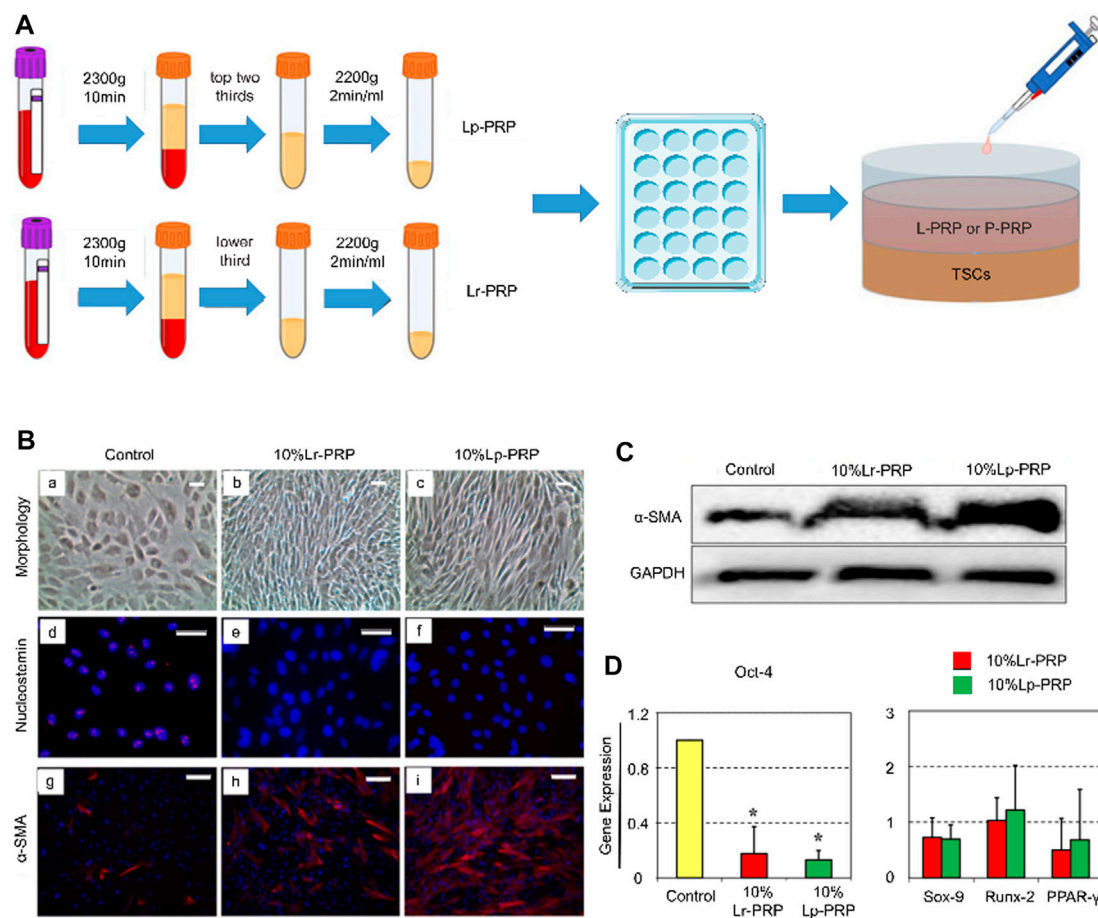 A
2300g
10min
top two
thirds
2200g
2min/ml
Lp-PRP
2300g
10min
lower
third
2200g
2min/ml
Lr-PRP
L-PRP or P-PRP
TSCs
B
Control
10%Lr-PRP
10%Lp-PRP
Morphology
a
b
c
Nuclcostcmin
d
e
f
α-SMA
g
h
i
C
Control
10%Lr-PRP
10%Lp-PRP
α-SMA
GAPDH
D
Oct-4
10%Lr-PRP
10%Lp-PRP
Gene Expression
1.2
0.8
0.4
0
*
*
Control
10%
Lr-PRP
10%
Lp-PRP
3
2
1
0
Sox-9
Runx-2
PPAR-γ